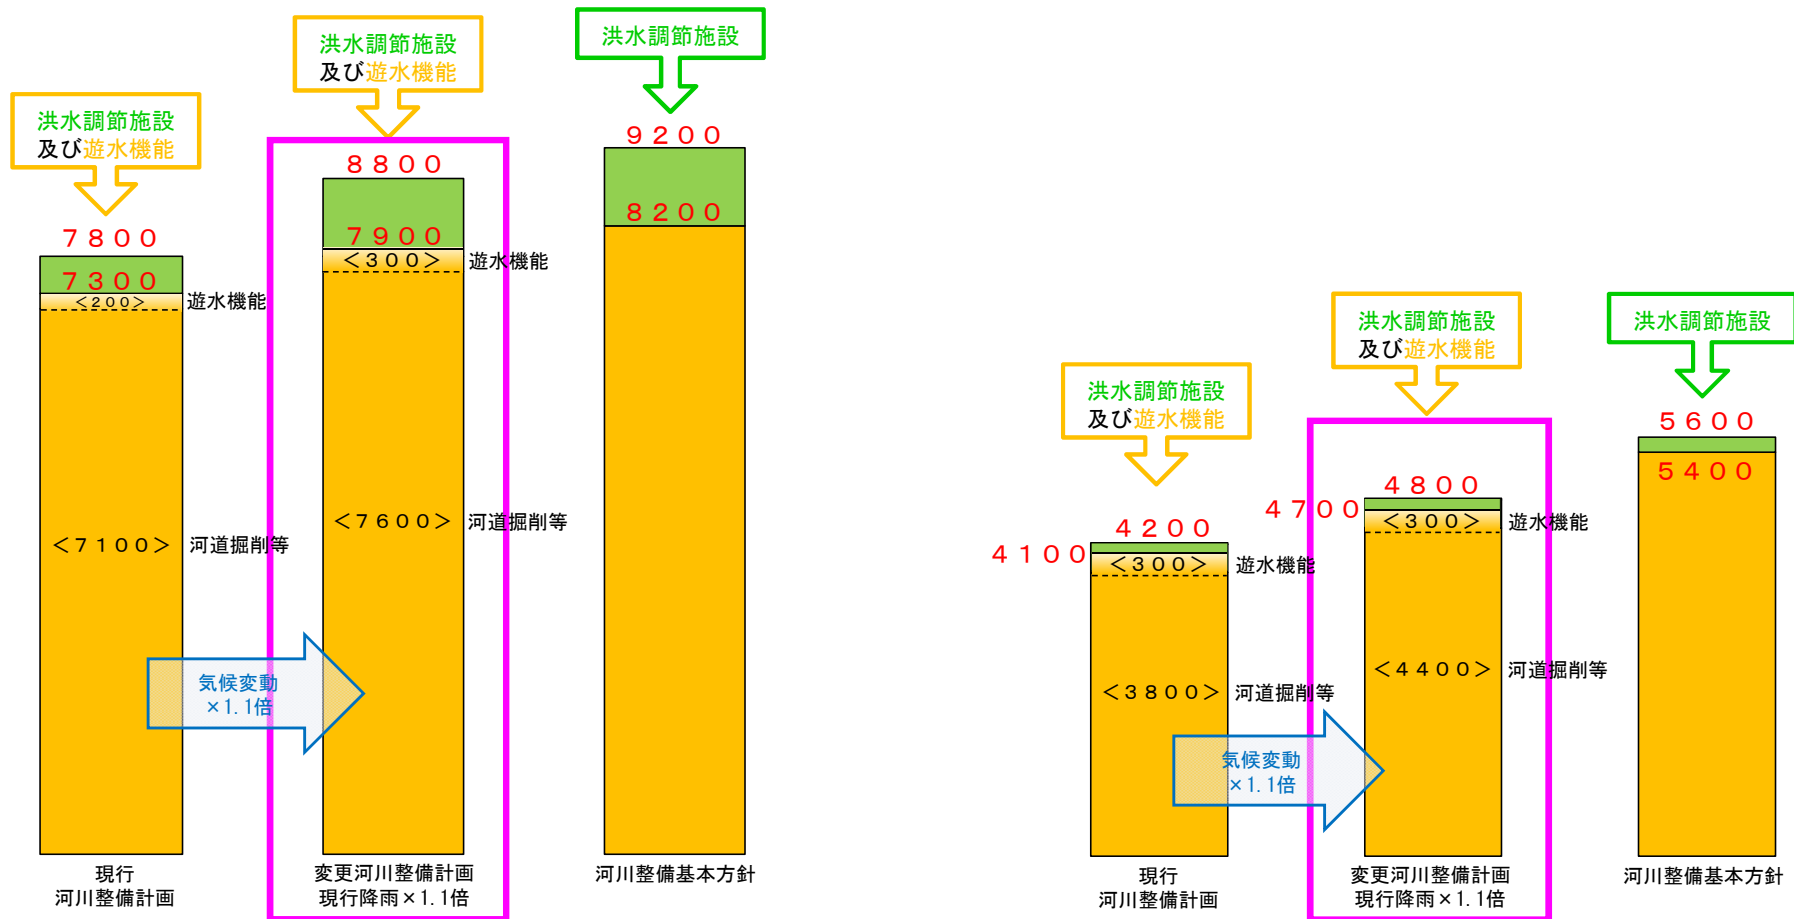 洪水調節施設
及び遊水機能
７８００
７３００
＜２００＞
遊水機能
＜７１００＞
河道掘削等
現行
河川整備計画
気候変動
×1.1倍
洪水調節施設
及び遊水機能
８８００
７９００
＜３００＞
遊水機能
＜７６００＞
河道掘削等
変更河川整備計画
現行降雨×1.1倍
洪水調節施設
９２００
８２００
河川整備基本方針
洪水調節施設
及び遊水機能
４２００
４１００
＜３００＞
遊水機能
＜３８００＞
河道掘削等
現行
河川整備計画
気候変動
×1.1倍
洪水調節施設
及び遊水機能
４８００
４７００
＜３００＞
遊水機能
＜４４００＞
河道掘削等
変更河川整備計画
現行降雨×1.1倍
洪水調節施設
５６００
５４００
河川整備基本方針